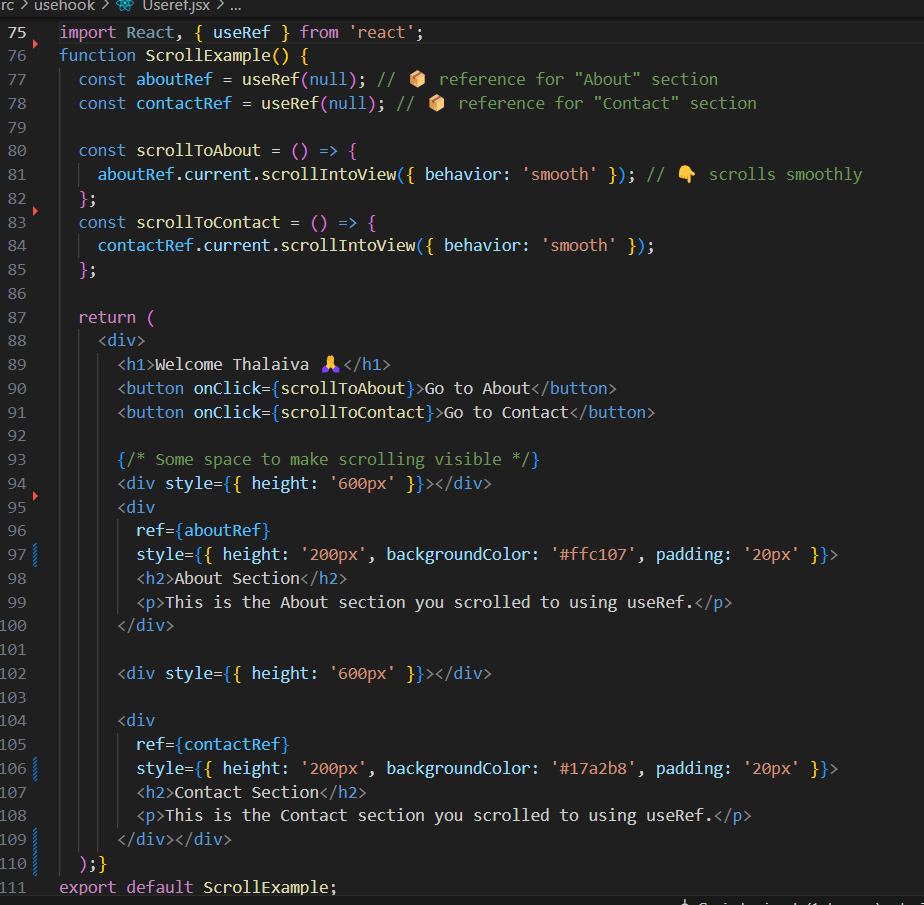 rc > usehook > Useref.jsx > ...
75 import React, { useRef } from 'react';
76 function ScrollExample() {
77 const aboutRef = useRef(null); // 📦 reference for "About" section
78 const contactRef = useRef(null); // 📦 reference for "Contact" section
79
80 const scrollToAbout = () => {
81 aboutRef.current.scrollIntoView({ behavior: 'smooth' }); // 👇 scrolls smoothly
82 };
83 const scrollToContact = () => {
84 contactRef.current.scrollIntoView({ behavior: 'smooth' });
85 };
86
87 return (
88 <div>
89 <h1>Welcome Thalaiva 🙏</h1>
90 <button onClick={scrollToAbout}>Go to About</button>
91 <button onClick={scrollToContact}>Go to Contact</button>
92
93 {/* Some space to make scrolling visible */}
94 <div style={{ height: '600px' }}></div>
95 <div
96 ref={aboutRef}
97 style={{ height: '200px', backgroundColor: '#ffc107', padding: '20px' }}>
98 <h2>About Section</h2>
99 <p>This is the About section you scrolled to using useRef.</p>
100 </div>
101
102 <div style={{ height: '600px' }}></div>
103
104 <div
105 ref={contactRef}
106 style={{ height: '200px', backgroundColor: '#17a2b8', padding: '20px' }}>
107 <h2>Contact Section</h2>
108 <p>This is the Contact section you scrolled to using useRef.</p>
109 </div></div>
110 );}
111 export default ScrollExample;